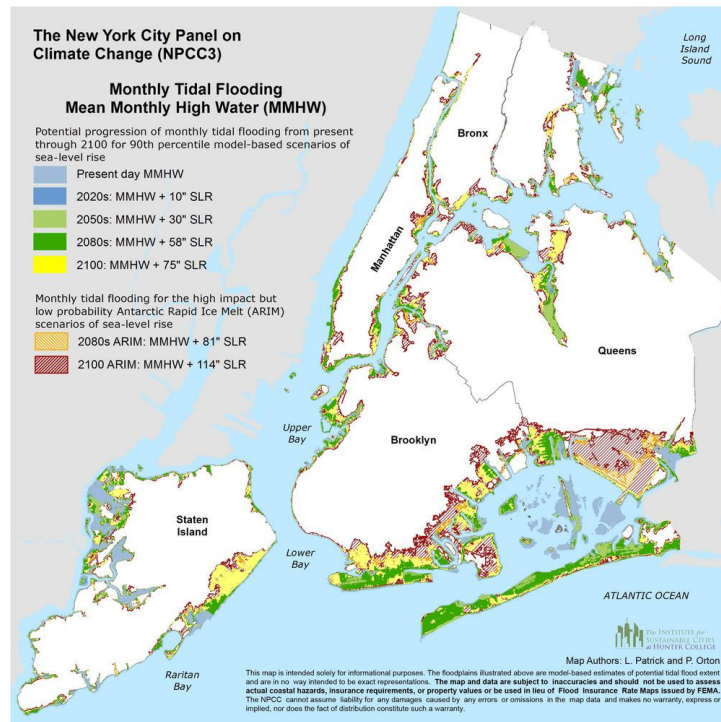 The New York City Panel on
Climate Change (NPCC3)
Monthly Tidal Flooding
Mean Monthly High Water (MMHW)
Potential progression of monthly tidal flooding from present
through 2100 for 90th percentile model-based scenarios of
sea-level rise
Present day MMHW
2020s: MMHW + 10" SLR
2050s: MMHW + 30" SLR
2080s: MMHW + 58" SLR
2100: MMHW + 75" SLR
Monthly tidal flooding for the high impact but
low probability Antarctic Rapid Ice Melt (ARIM)
scenarios of sea-level rise
2080s ARIM: MMHW + 81" SLR
2100 ARIM: MMHW + 114" SLR
Long
Island
Sound
Bronx
Manhattan
Queens
Upper
Bay
Brooklyn
Staten
Island
Lower
Bay
ATLANTIC OCEAN
Raritan
Bay
The INSTITUTE for
SUSTAINABLE CITIES
at HUNTER COLLEGE
Map Authors: L. Patrick and P. Orton
This map is intended solely for informational purposes. The floodplains illustrated above are model-based estimates of potential tidal flood extent
and are in no way intended to be exact representations. The map and data are subject to inaccuracies and should not be used to assess
actual coastal hazards, insurance requirements, or property values or be used in lieu of Flood Insurance Rate Maps issued by FEMA.
The NPCC cannot assume liability for any damages caused by any errors or omissions in the map data and makes no warranty, express or
implied, nor does the fact of distribution constitute such a warranty.